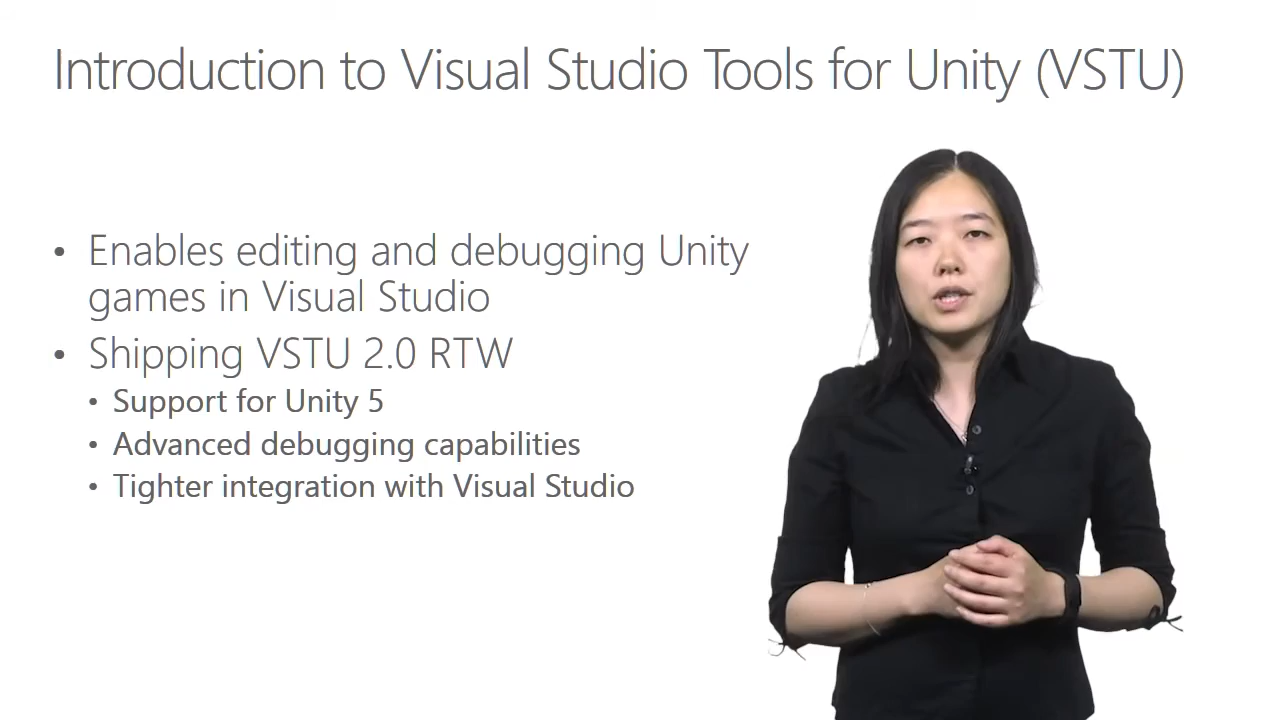 Introduction to Visual Studio Tools for Unity (VSTU)
• Enables editing and debugging Unity
games in Visual Studio
• Shipping VSTU 2.0 RTW
• Support for Unity 5
• Advanced debugging capabilities
• Tighter integration with Visual Studio